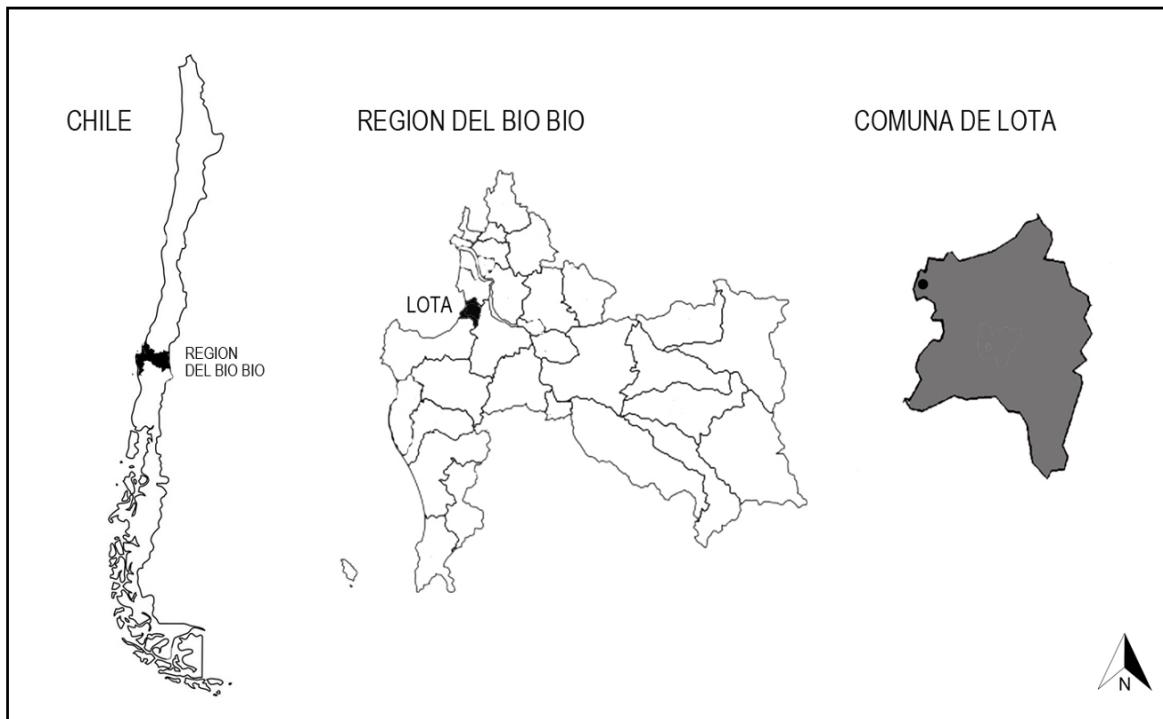 CHILE
REGION DEL BIO BIO
COMUNA DE LOTA
LOTA
REGION
DEL BIO BIO
N